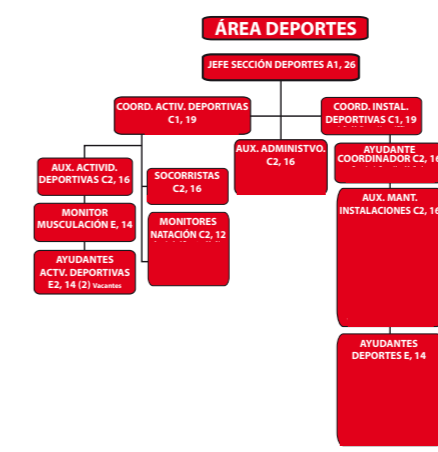 ÁREA DEPORTES
JEFE SECCIÓN DEPORTES A1, 26
COORD. ACTIV. DEPORTIVAS
C1, 19
COORD. INSTAL.
DEPORTIVAS C1, 19
AUX. ADMINISTVO.
C2, 16
AYUDANTE
COORDINADOR C2, 16
AUX. ACTIVID.
DEPORTIVAS C2, 16
SOCORRISTAS
C2, 16
AUX. MANT.
INSTALACIONES C2, 16
MONITOR
MUSCULACIÓN E, 14
MONITORES
NATACIÓN C2, 12
AYUDANTES
ACTV. DEPORTIVAS
E2, 14 (2) Vacantes
AYUDANTES
DEPORTES E, 14